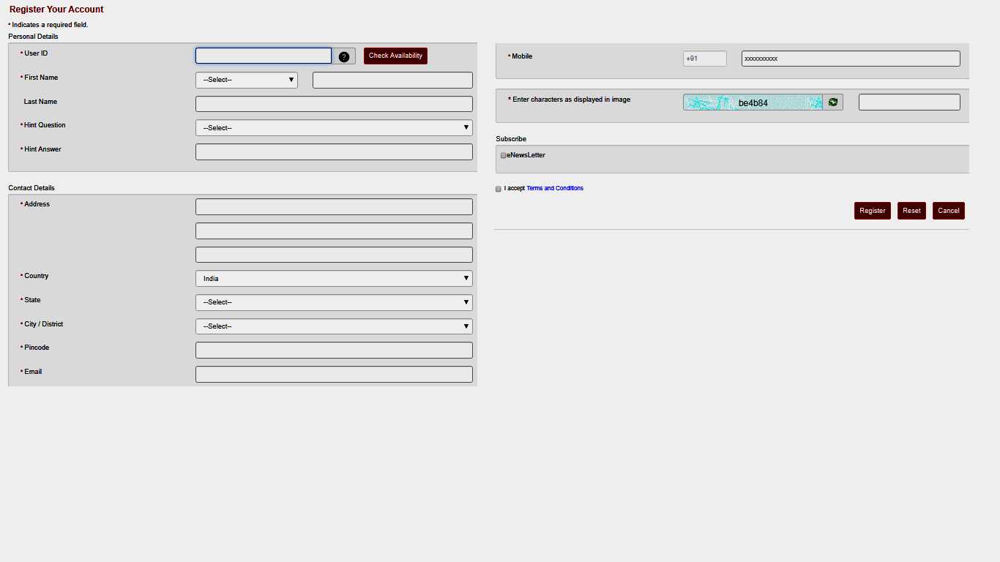 Register Your Account
* Indicates a required field.
Personal Details
* User ID
? Check Availability
* First Name
--Select--
Last Name
* Hint Question
--Select--
* Hint Answer
Contact Details
* Address
* Country
India
* State
--Select--
* City / District
--Select--
* Pincode
* Email
* Mobile
+91
xxxxxxxxxx
* Enter characters as displayed in image
be4b84
Subscribe
eNewsLetter
I accept Terms and Conditions
Register Reset Cancel